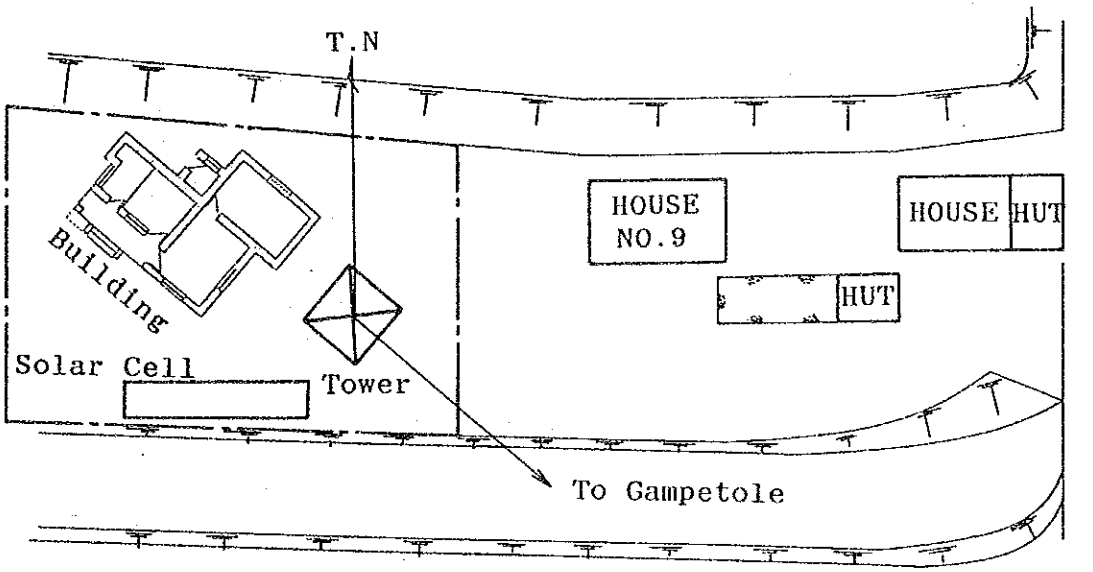 T.N
HOUSE
NO.9
HOUSE
HUT
HUT
Building
Solar Cell
Tower
To Gampetole